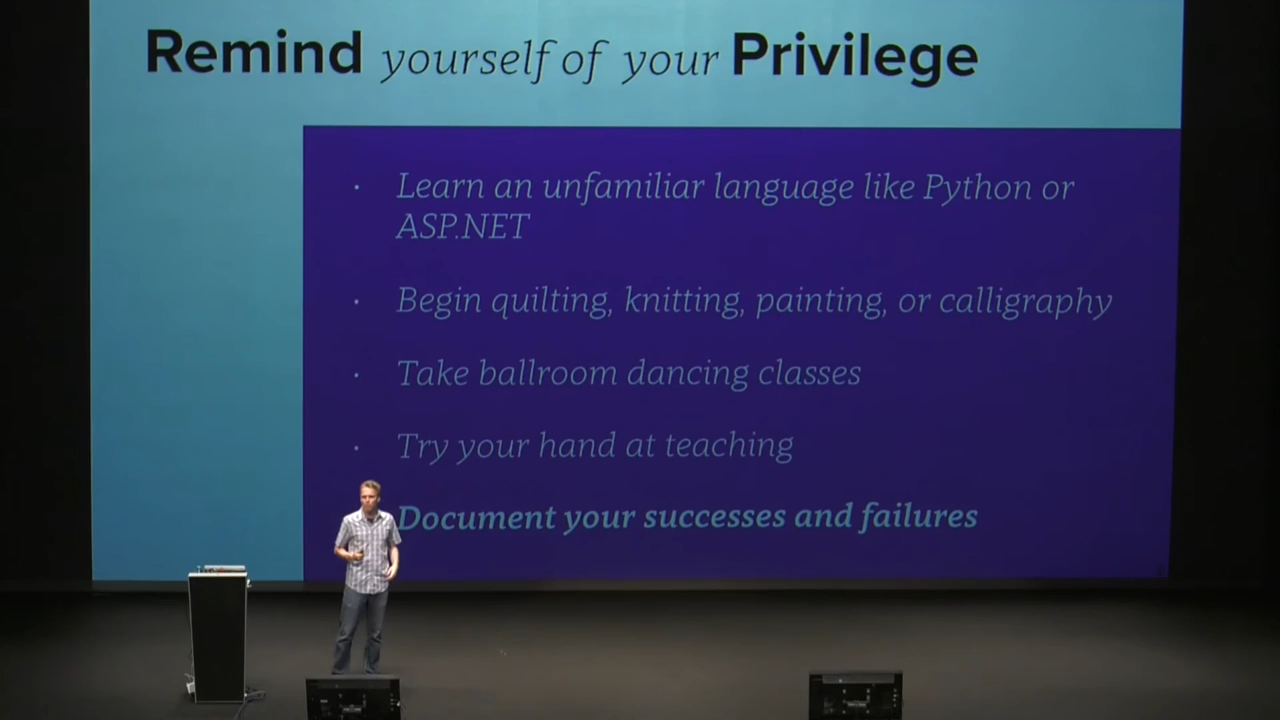 Remind yourself of your Privilege
Learn an unfamiliar language like Python or
ASP.NET
Begin quilting, knitting, painting, or calligraphy
Take ballroom dancing classes
Try your hand at teaching
Document your successes and failures